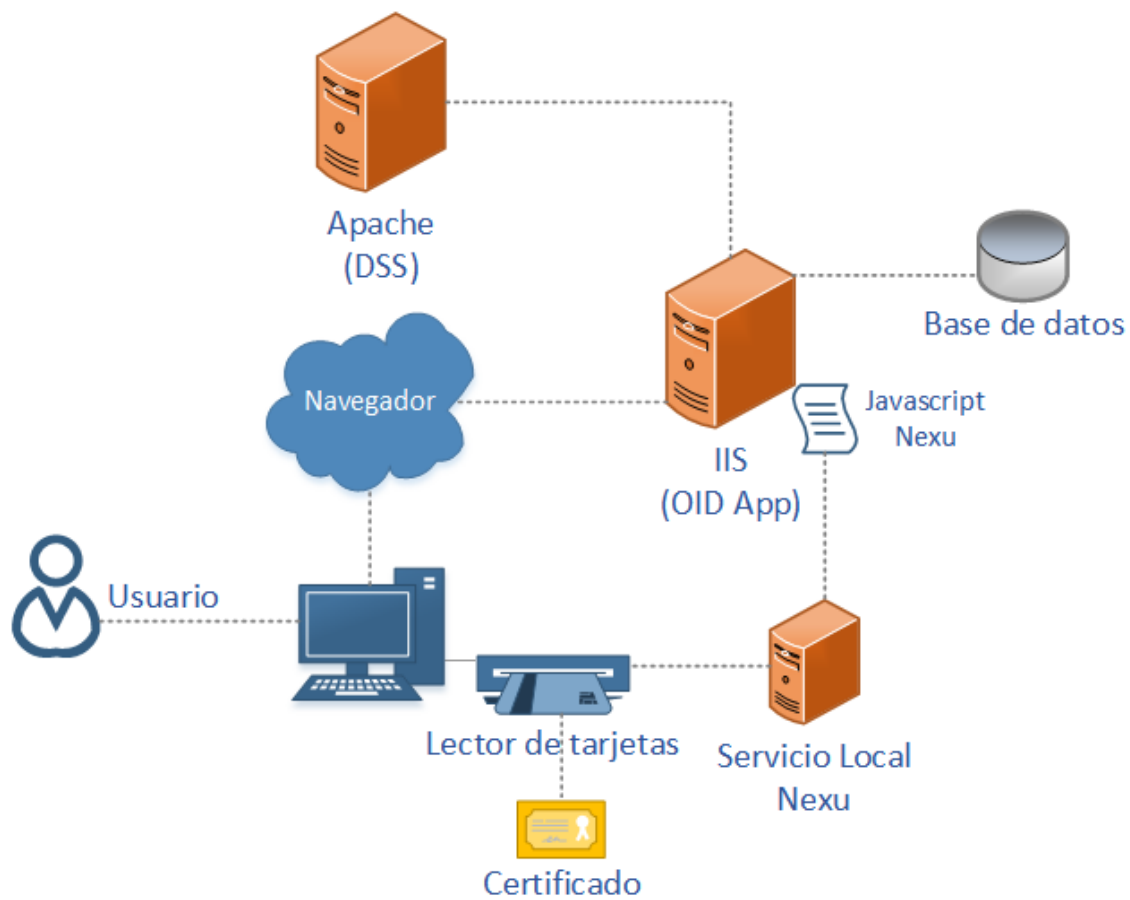 Apache
(DSS)
Base de datos
Navegador
Javascript
Nexu
IIS
(OID App)
Usuario
Lector de tarjetas
Servicio Local
Nexu
Certificado